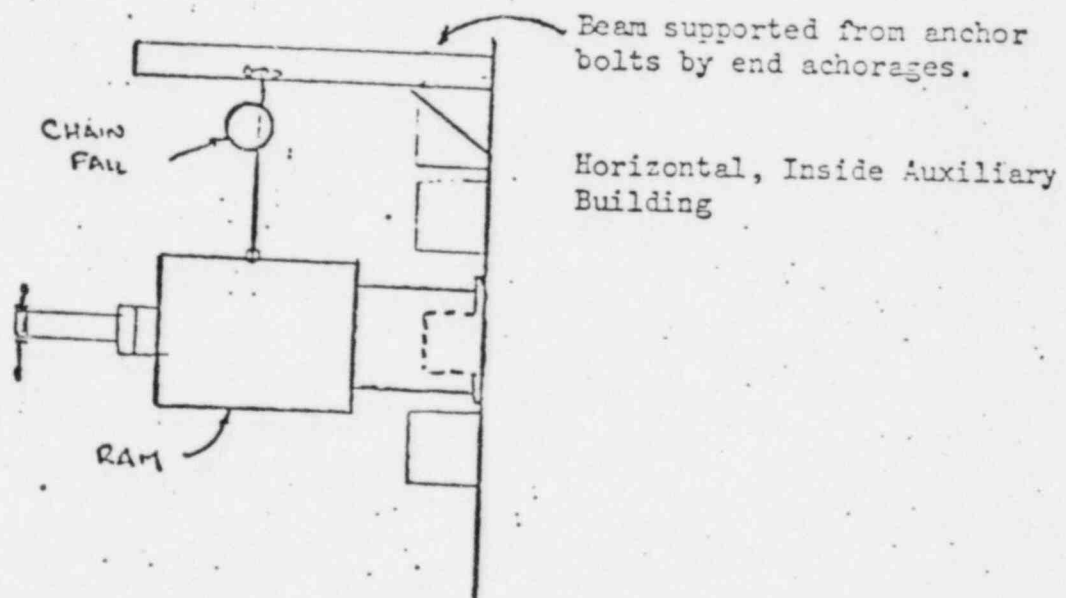 Beam supported from anchor
bolts by end achorages.
CHAIN
FALL
Horizontal, Inside Auxiliary
Building
RAM